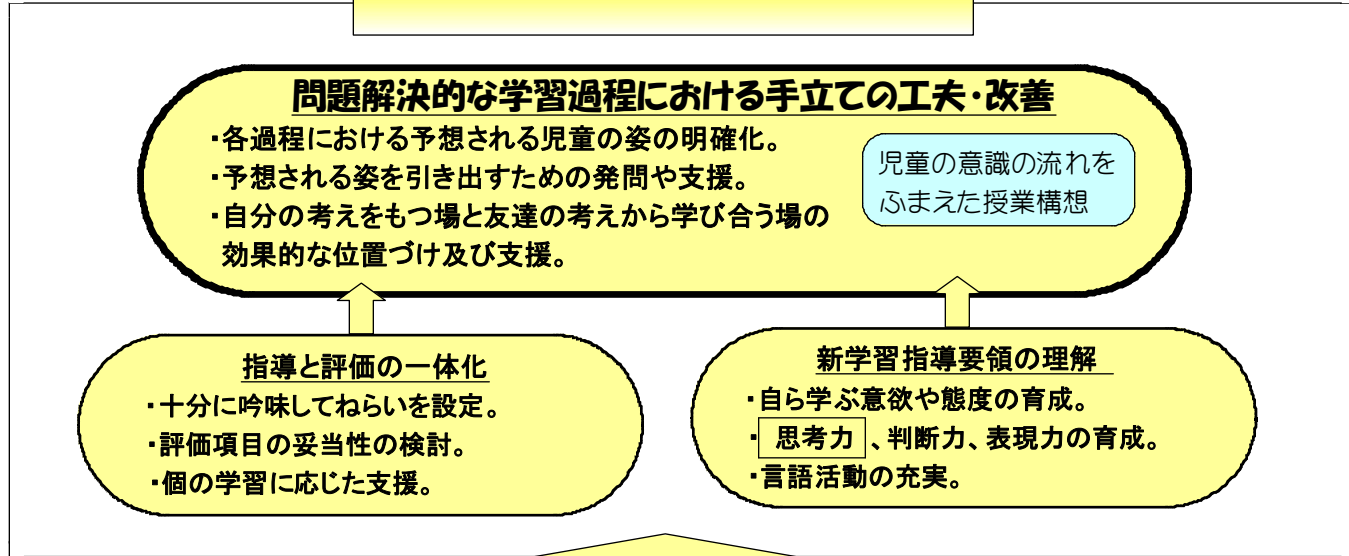 問題解決的な学習過程における手立ての工夫・改善
・各過程における予想される児童の姿の明確化。
・予想される姿を引き出すための発問や支援。
・自分の考えをもつ場と友達の考えから学び合う場の
効果的な位置づけ及び支援。
児童の意識の流れを
ふまえた授業構想
指導と評価の一体化
・十分に吟味してねらいを設定。
・評価項目の妥当性の検討。
・個の学習に応じた支援。
新学習指導要領の理解
・自ら学ぶ意欲や態度の育成。
・思考力、判断力、表現力の育成。
・言語活動の充実。